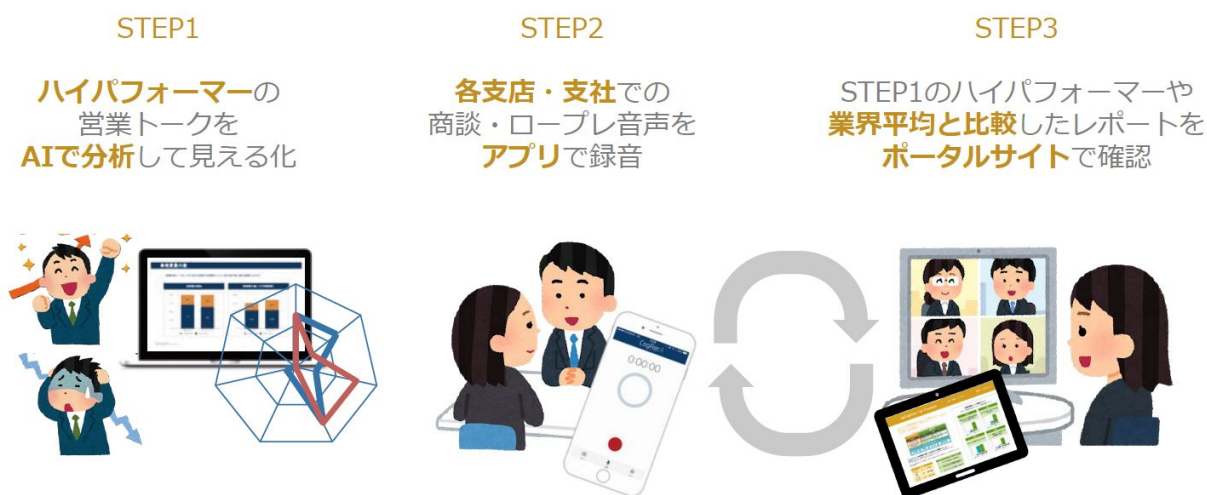 STEP1
ハイパフォーマーの
営業トークを
AIで分析して見える化
STEP2
各支店・支社での
商談・ロープレ音声を
アプリで録音
STEP3
STEP1のハイパフォーマーや
業界平均と比較したレポートを
ポータルサイトで確認
0:00:00